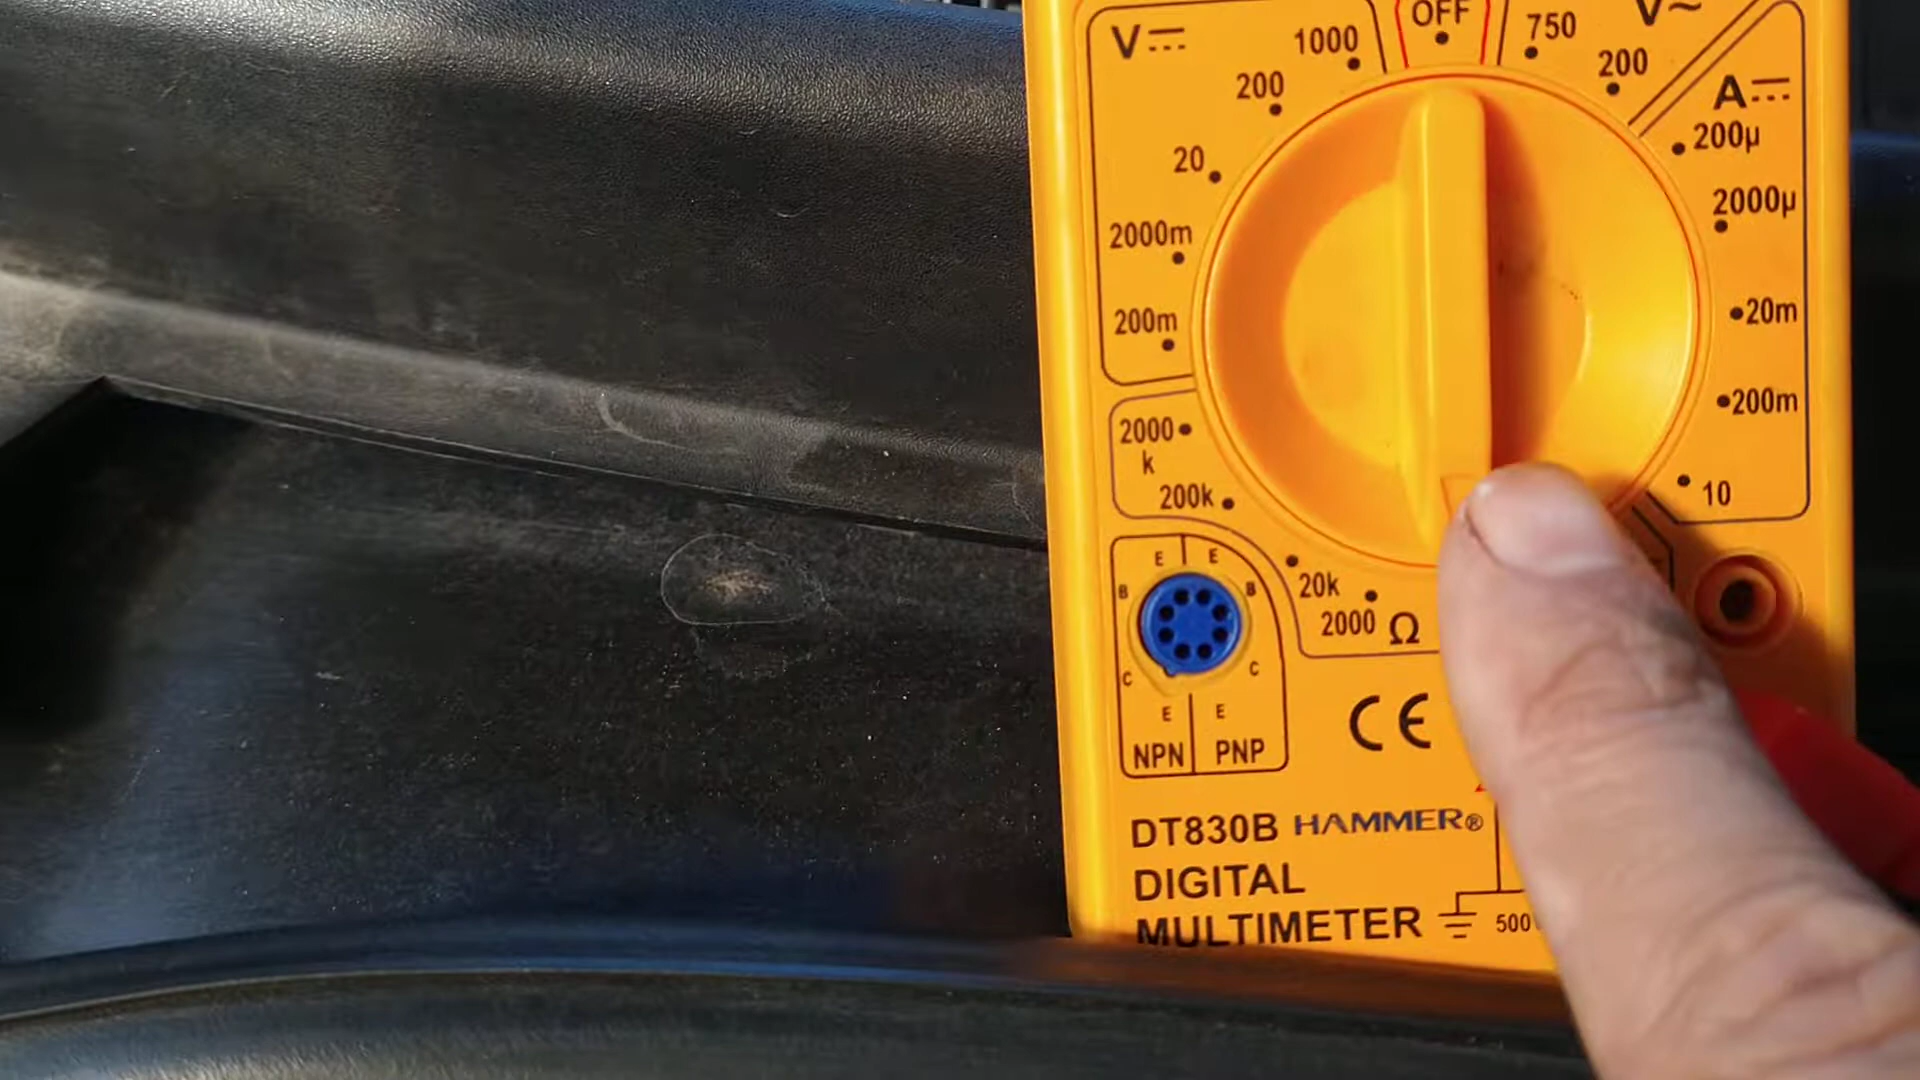 OFF
V
1000
200
20
2000m
200m
750
V~
200
A
200µ
2000µ
20m
200m
10
2000
k
200k
20k
2000 Ω
E E
B B
C C
E E
NPN PNP
CE
DT830B HAMMER®
DIGITAL
MULTIMETER
500